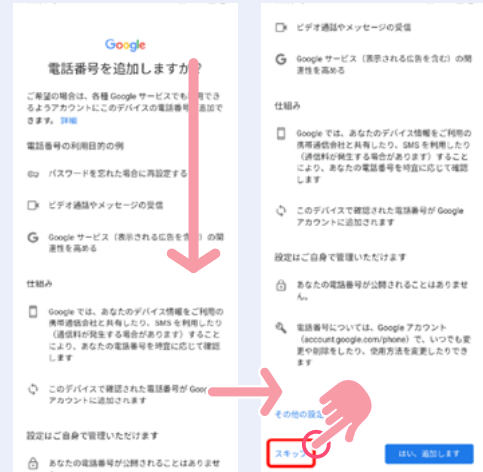 Google
電話番号を追加しますか？
ご希望の場合は、各種 Google サービスでも利用でき
るようアカウントにこのデバイスの電話番号を追加で
きます。 詳細
電話番号の利用目的の例
パスワードを忘れた場合に再設定する
ビデオ通話やメッセージの受信
Google サービス（表示される広告を含む）の関
連性を高める
仕組み
Google では、あなたのデバイス情報をご利用の
携帯通信会社と共有したり、SMS を利用したり
（通信料が発生する場合があります）すること
により、あなたの電話番号を時宜に応じて確認
します
このデバイスで確認された電話番号が Goo
アカウントに追加されます
設定はご自身で管理いただけます
あなたの電話番号が公開されることはありませ
ビデオ通話やメッセージの受信
Google サービス（表示される広告を含む）の関
連性を高める
仕組み
Google では、あなたのデバイス情報をご利用の
携帯通信会社と共有したり、SMS を利用したり
（通信料が発生する場合があります）すること
により、あなたの電話番号を時宜に応じて確認
します
このデバイスで確認された電話番号が Google
アカウントに追加されます
設定はご自身で管理いただけます
あなたの電話番号が公開されることはありませ
ん。
電話番号については、Google アカウント
（account.google.com/phone）で、いつでも変
更や削除をしたり、使用方法を変更したりでき
ます
その他の設定
スキップ
はい、追加します